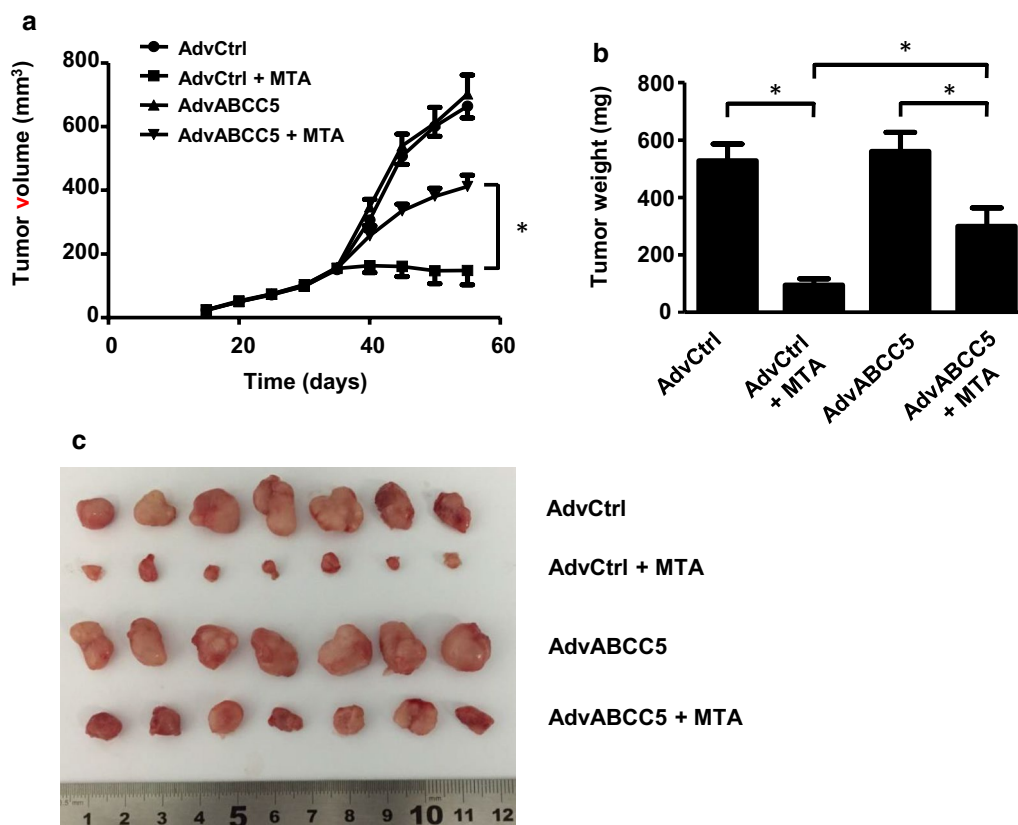 a
AdvCtrl
AdvCtrl + MTA
AdvABCC5
AdvABCC5 + MTA
Tumor volume (mm³)
800
600
400
200
0
*
0 20 40 60
Time (days)
b
Tumor weight (mg)
800
600
400
200
0
*
*
*
AdvCtrl
AdvCtrl
+ MTA
AdvABCC5
AdvABCC5
+ MTA
c
AdvCtrl
AdvCtrl + MTA
AdvABCC5
AdvABCC5 + MTA
1 2 3 4 5 6 7 8 9 10 11 12